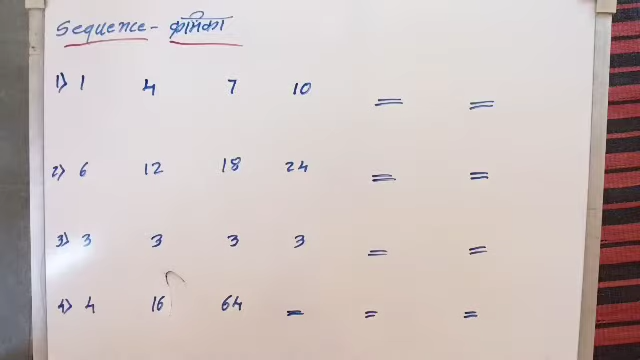 Sequence - क्रमिका
1) 1 4 7 10 = =
2) 6 12 18 24 = =
3) 3 3 3 3 = =
4) 4 16 64 = = =